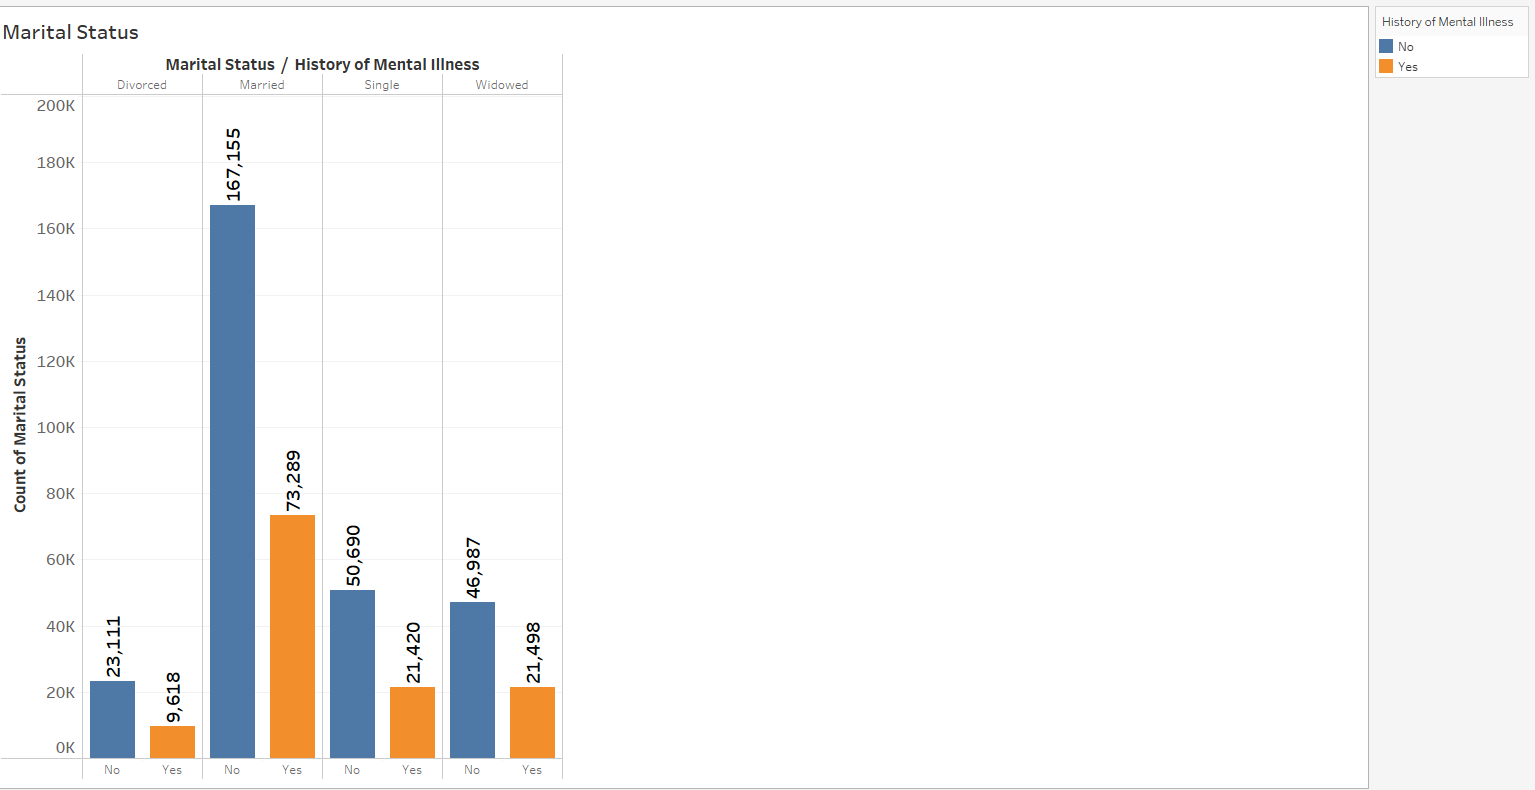 Marital Status
Marital Status / History of Mental Illness
Divorced Married Single Widowed
200K
180K
160K
140K
120K
100K
80K
60K
40K
20K
0K
Count of Marital Status
23,111
9,618
167,155
73,289
50,690
21,420
46,987
21,498
No Yes No Yes No Yes No Yes
History of Mental Illness
No
Yes